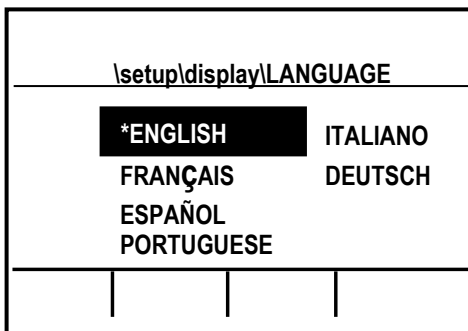 \setup\display\LANGUAGE
*ENGLISH
FRANÇAIS
ESPAÑOL
PORTUGUESE
ITALIANO
DEUTSCH